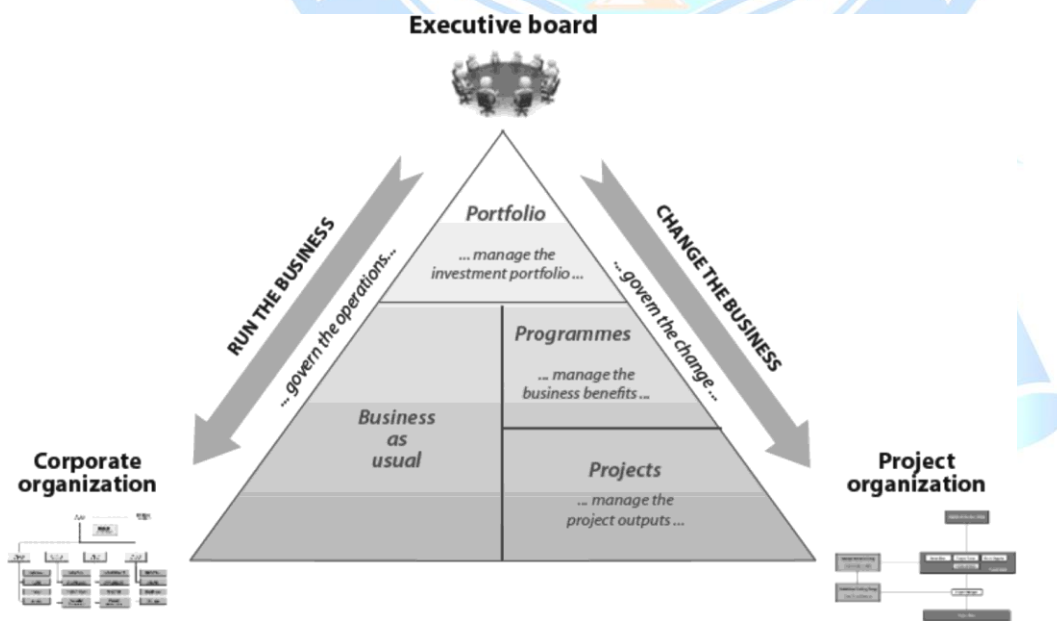 Executive board
RUN THE BUSINESS
... govern the operations...
CHANGE THE BUSINESS
... govern the change...
Portfolio
... manage the
investment portfolio ...
Programmes
... manage the
business benefits ...
Business
as
usual
Projects
... manage the
project outputs ...
Corporate
organization
Project
organization